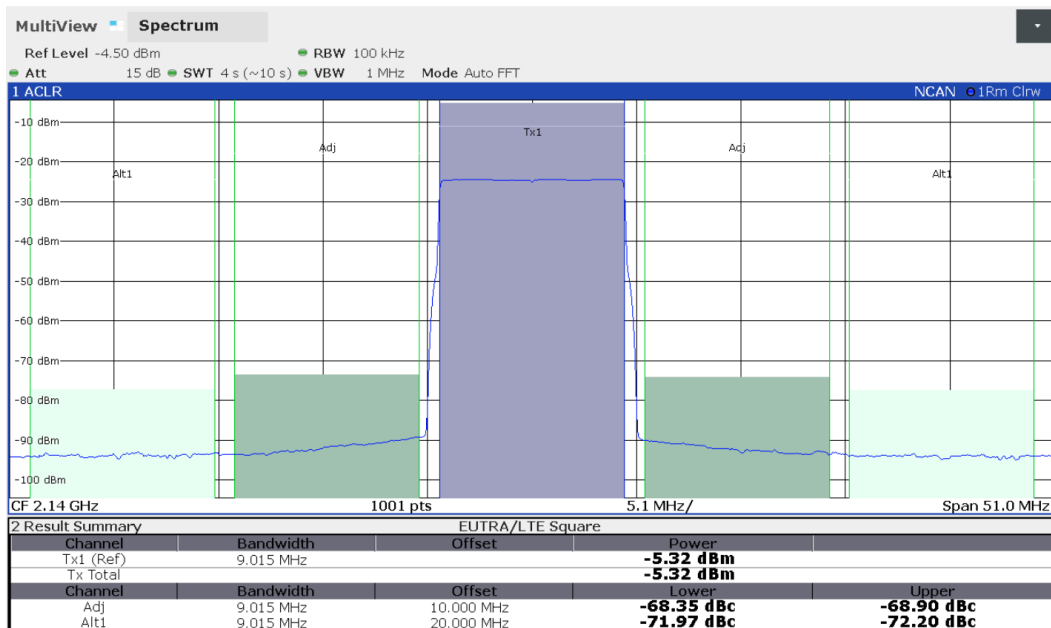 MultiView Spectrum
Ref Level -4.50 dBm RBW 100 kHz
Att 15 dB SWT 4 s (~10 s) VBW 1 MHz Mode Auto FFT
1 ACLR NCAN 1Rm Clrw
-10 dBm
Tx1
Adj Adj
-20 dBm
Alt1 Alt1
-30 dBm
-40 dBm
-50 dBm
-60 dBm
-70 dBm
-80 dBm
-90 dBm
-100 dBm
CF 2.14 GHz 1001 pts 5.1 MHz/ Span 51.0 MHz
2 Result Summary EUTRA/LTE Square
Channel Bandwidth Offset Power
Tx1 (Ref) 9.015 MHz -5.32 dBm
Tx Total -5.32 dBm
Channel Bandwidth Offset Lower Upper
Adj 9.015 MHz 10.000 MHz -68.35 dBc -68.90 dBc
Alt1 9.015 MHz 20.000 MHz -71.97 dBc -72.20 dBc